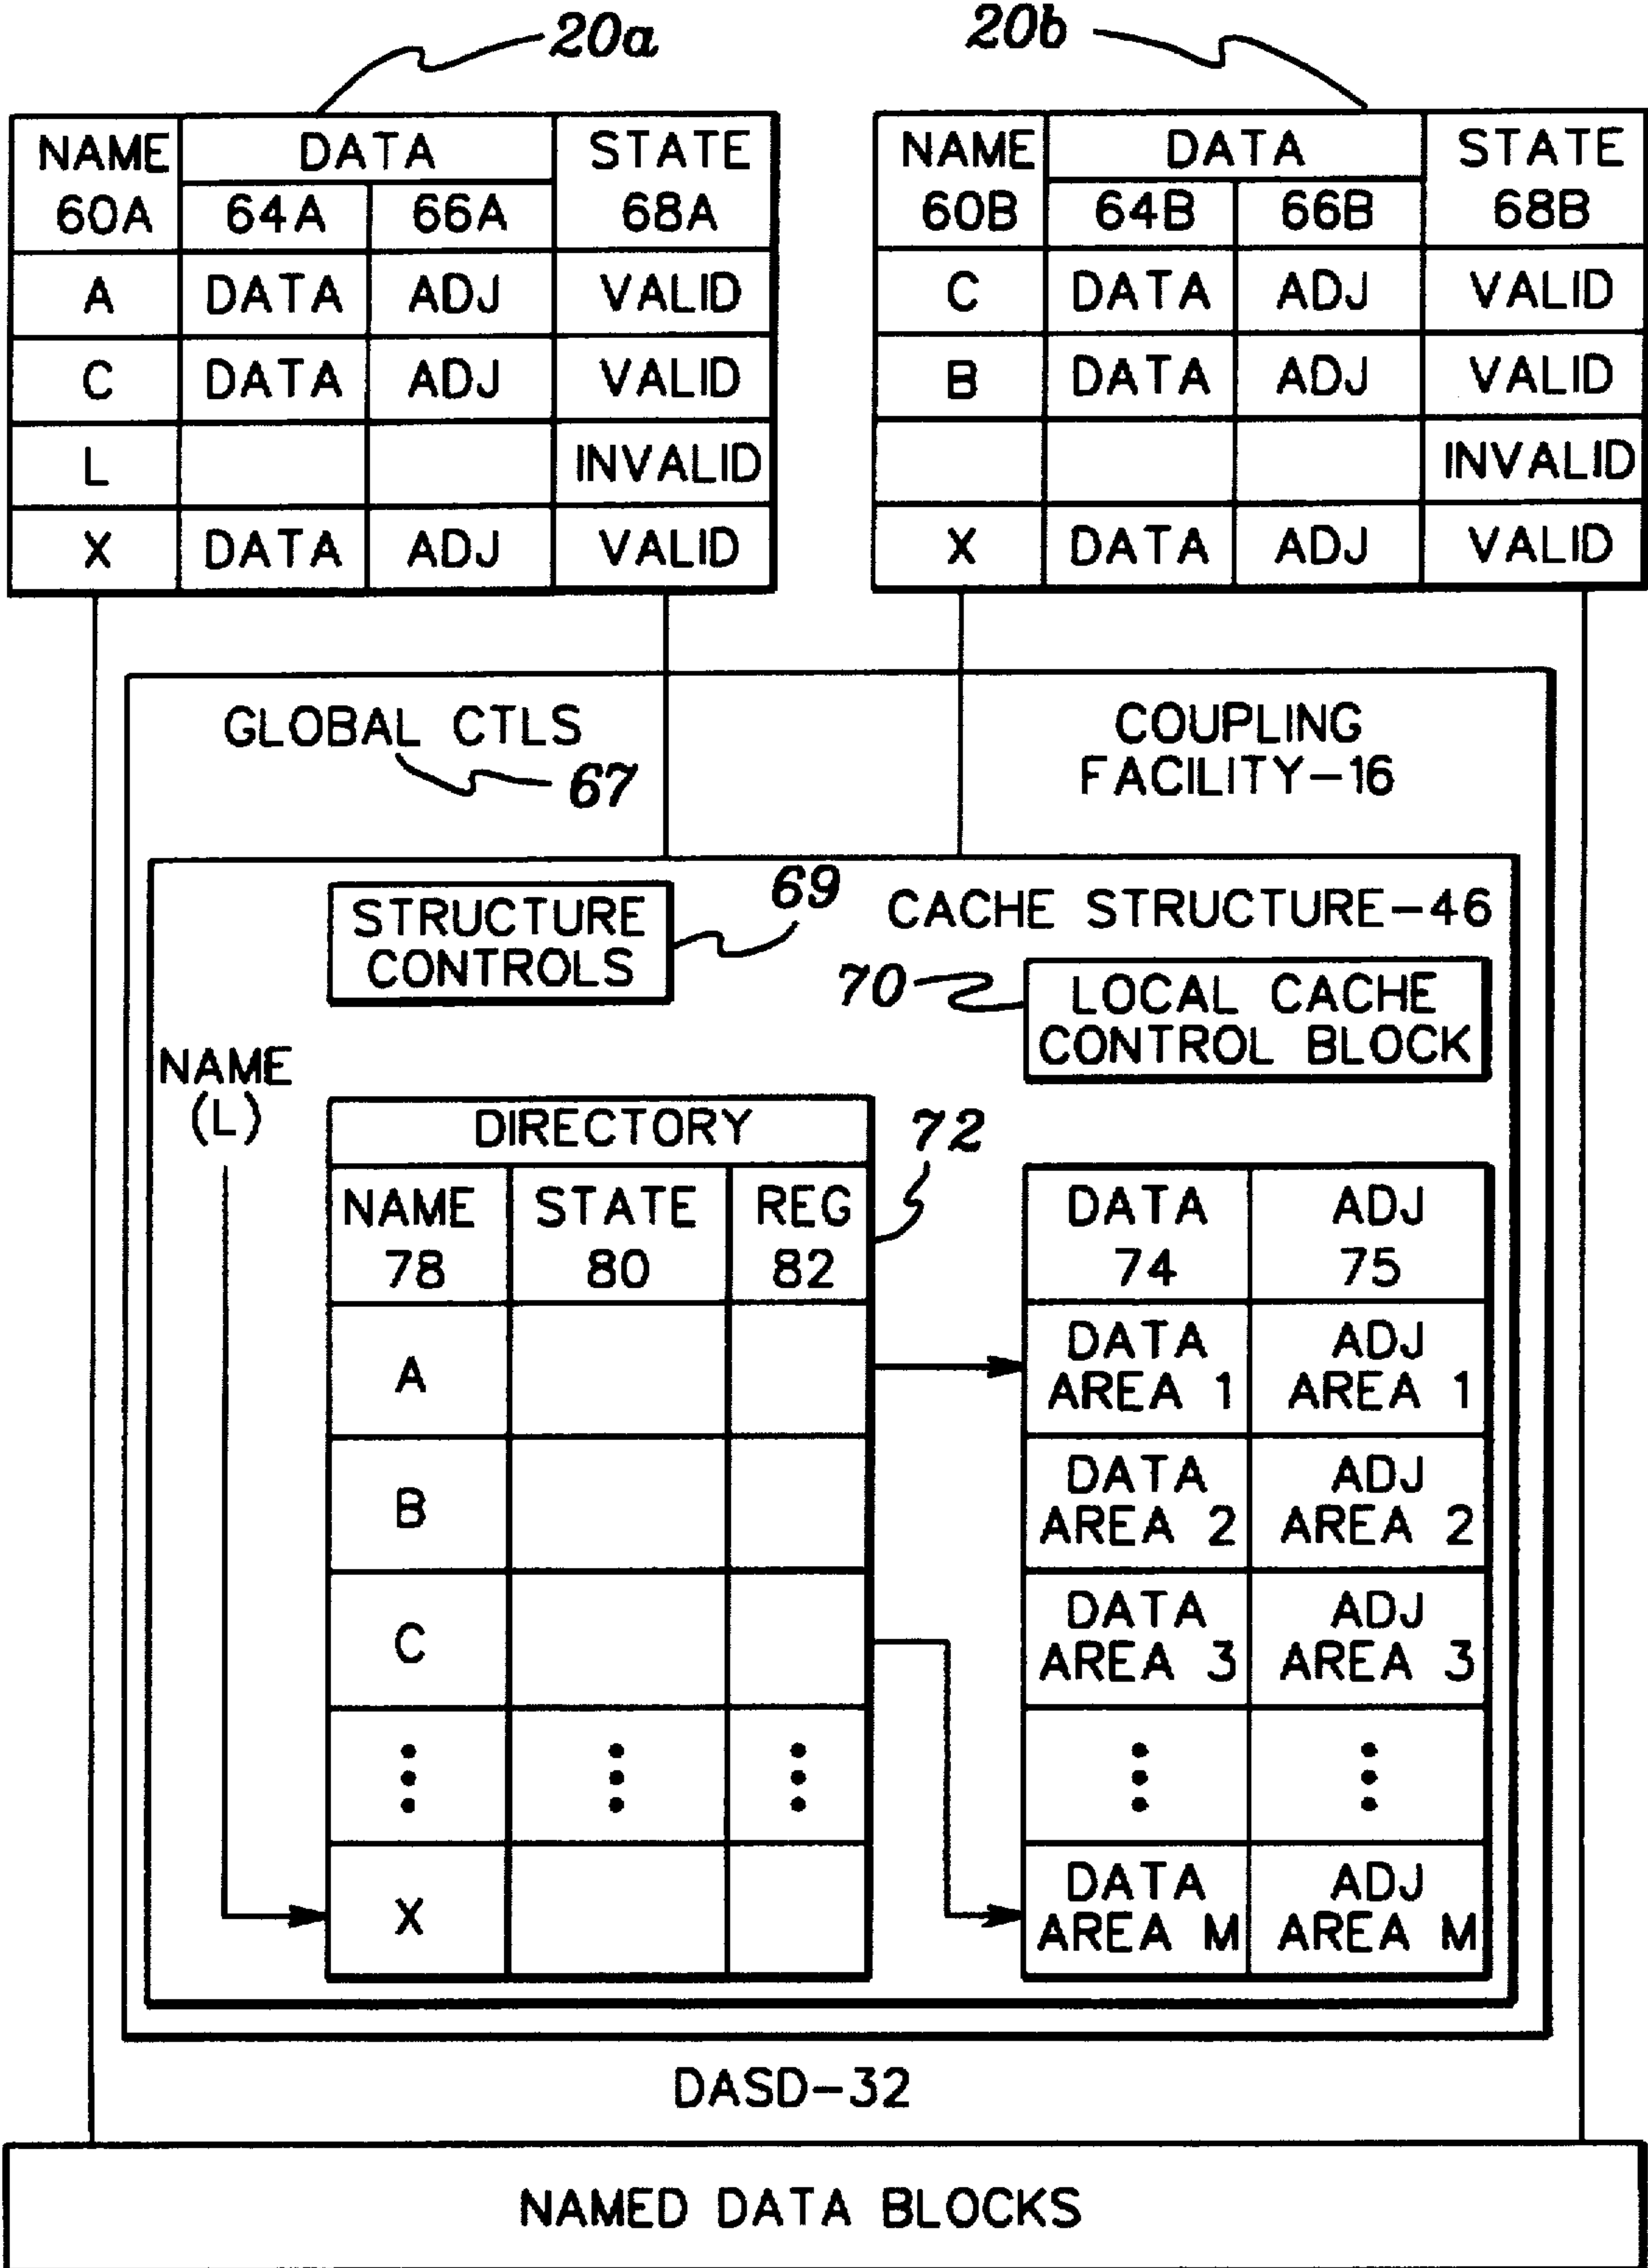 20a
20b
NAME DATA STATE
60A 64A 66A 68A
A DATA ADJ VALID
C DATA ADJ VALID
L INVALID
X DATA ADJ VALID
NAME DATA STATE
60B 64B 66B 68B
C DATA ADJ VALID
B DATA ADJ VALID
INVALID
X DATA ADJ VALID
GLOBAL CTLS
67
COUPLING
FACILITY-16
STRUCTURE
CONTROLS
69
CACHE STRUCTURE-46
70
LOCAL CACHE
CONTROL BLOCK
NAME
(L)
DIRECTORY
72
NAME STATE REG
78 80 82
A
B
C
X
DATA ADJ
74 75
DATA ADJ
AREA 1 AREA 1
DATA ADJ
AREA 2 AREA 2
DATA ADJ
AREA 3 AREA 3
DATA ADJ
AREA M AREA M
DASD-32
NAMED DATA BLOCKS